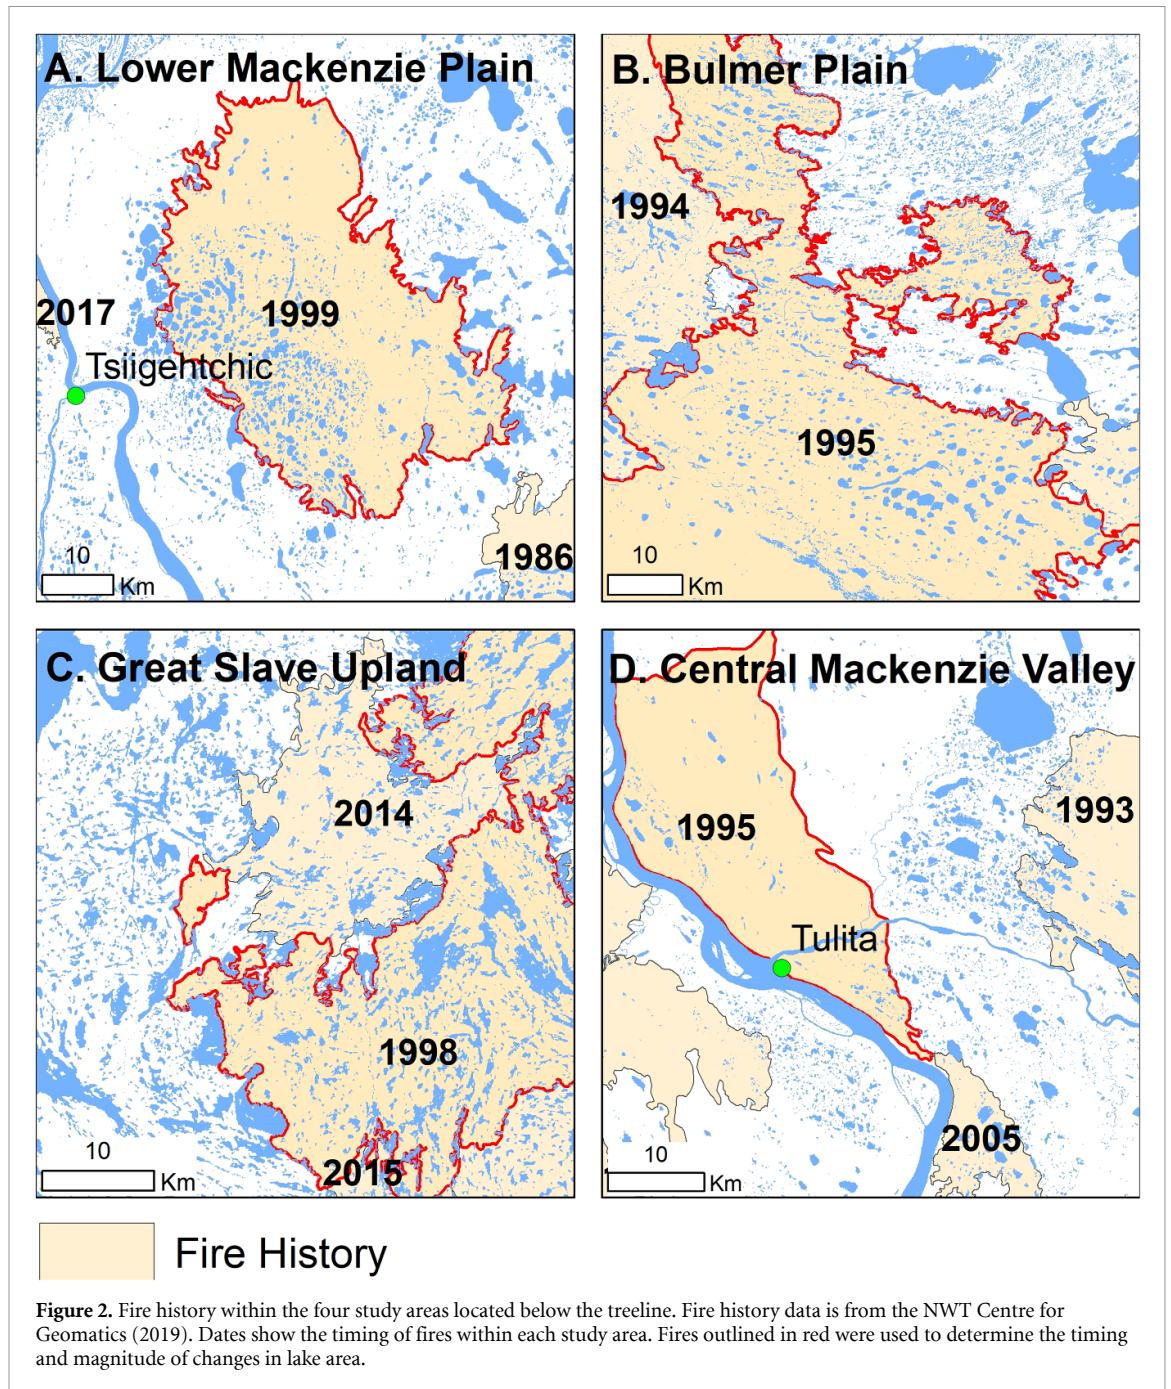 A. Lower Mackenzie Plain
2017
1999
Tsiigehtchic
1986
10
Km
B. Bulmer Plain
1994
1995
10
Km
C. Great Slave Upland
2014
1998
2015
10
Km
D. Central Mackenzie Valley
1995
1993
Tulita
2005
10
Km
Fire History
Figure 2. Fire history within the four study areas located below the treeline. Fire history data is from the NWT Centre for
Geomatics (2019). Dates show the timing of fires within each study area. Fires outlined in red were used to determine the timing
and magnitude of changes in lake area.